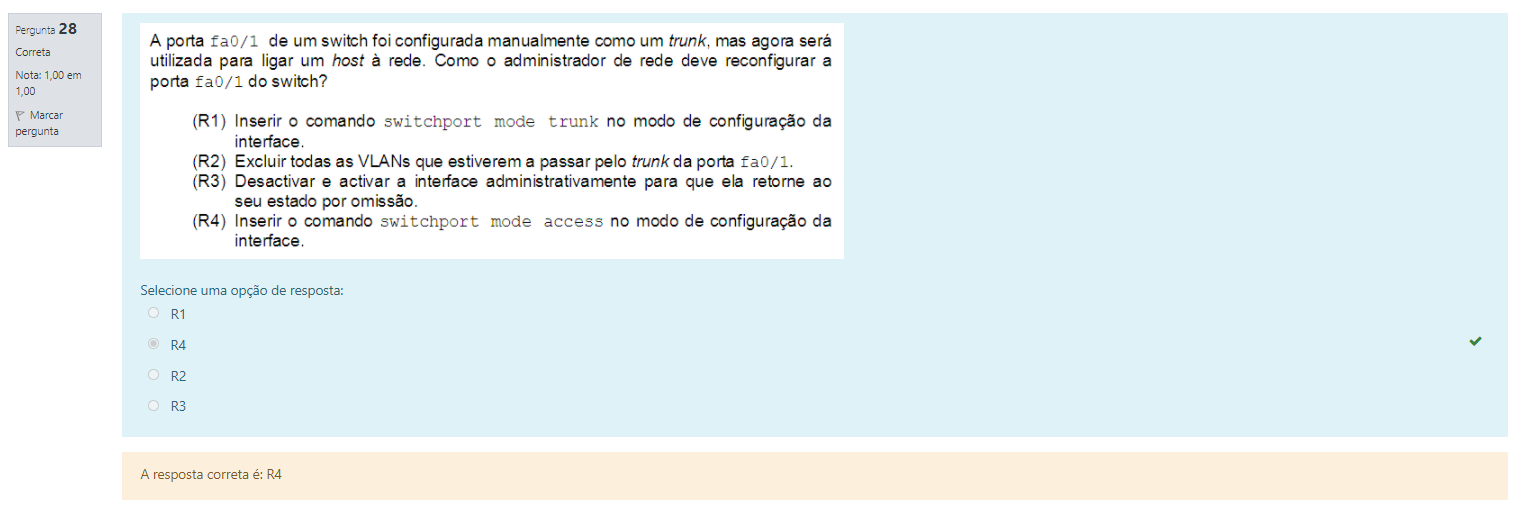 Pergunta 28
Correta
Nota: 1,00 em
1,00
Marcar
pergunta
A porta fa0/1 de um switch foi configurada manualmente como um trunk, mas agora será
utilizada para ligar um host à rede. Como o administrador de rede deve reconfigurar a
porta fa0/1 do switch?
(R1) Inserir o comando switchport mode trunk no modo de configuração da
interface.
(R2) Excluir todas as VLANs que estiverem a passar pelo trunk da porta fa0/1.
(R3) Desactivar e activar a interface administrativamente para que ela retorne ao
seu estado por omissão.
(R4) Inserir o comando switchport mode access no modo de configuração da
interface.
Selecione uma opção de resposta:
R1
R4
R2
R3
A resposta correta é: R4